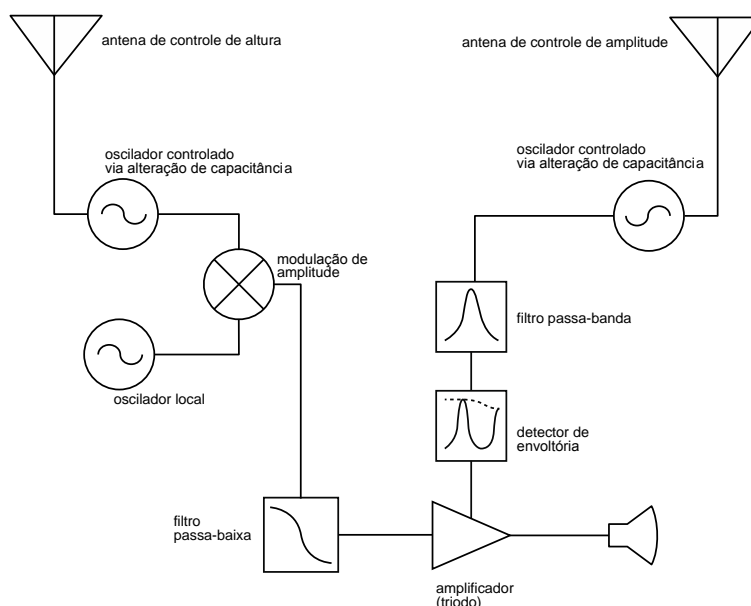 antena de controle de altura
antena de controle de amplitude
oscilador controlado
via alteração de capacitância
oscilador controlado
via alteração de capacitância
modulação de
amplitude
filtro passa-banda
oscilador local
detector de
envoltória
filtro
passa-baixa
amplificador
(triodo)